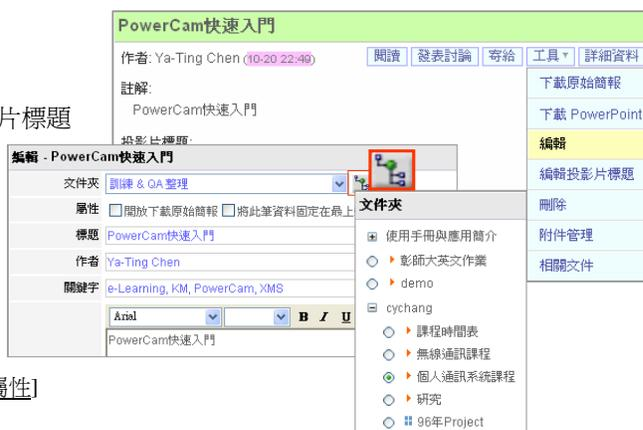 PowerCam快速入門
作者: Ya-Ting Chen (10-20 22:49)
閱讀 發表討論 寄給 工具 詳細資料
註解:
PowerCam快速入門
投影片標題:
下載原始簡報
下載 PowerPoint
編輯
編輯投影片標題
刪除
附件管理
相關文件
片標題
編輯 - PowerCam快速入門
文件夾 訓練 & QA 整理
屬性 開放下載原始簡報 將此筆資料固定在最上
標題 PowerCam快速入門
作者 Ya-Ting Chen
關鍵字 e-Learning, KM, PowerCam, XMS
Arial B I U
PowerCam快速入門
文件夾
使用手冊與應用簡介
彰師大英文作業
demo
cychang
課程時間表
無線通訊課程
個人通訊系統課程
研究
96年Project
屬性]